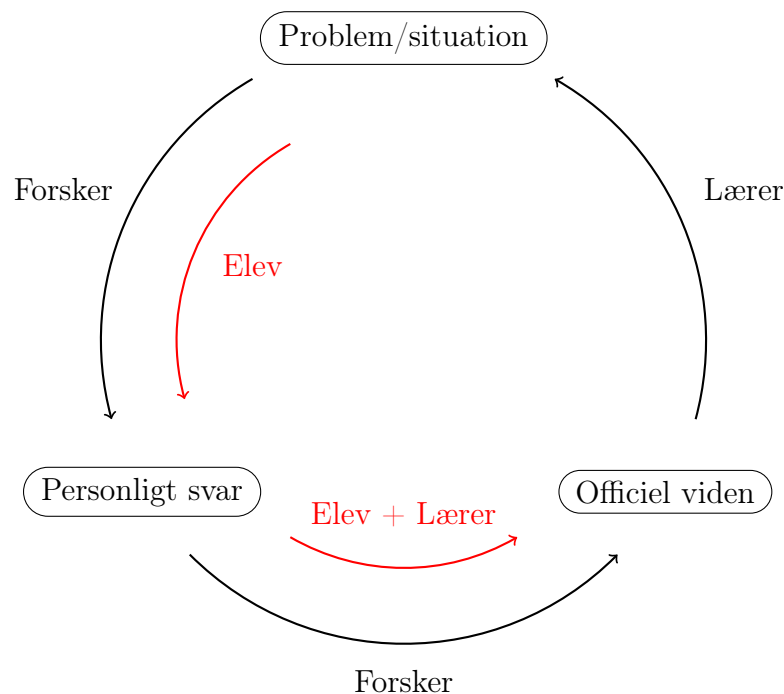 Problem/situation
Forsker
Lærer
Elev
Personligt svar
Officiel viden
Elev + Lærer
Forsker